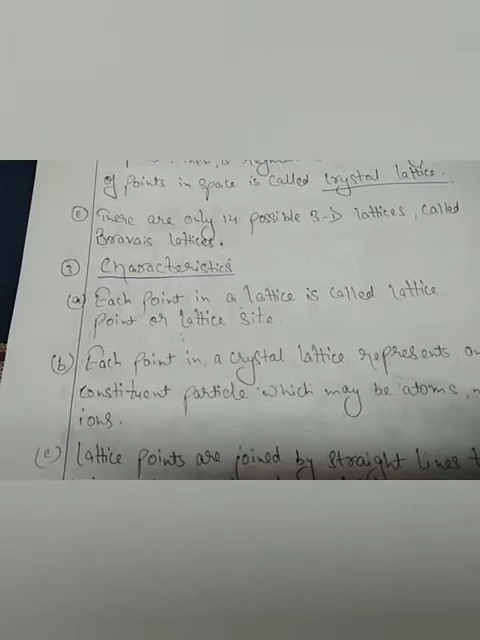 of points in space is called Crystal lattice.
(e) There are only 14 possible 3-D lattices, called
Bravais lattices.
(3) Characteristics
(a) Each point in a lattice is called lattice
point or lattice site.
(b) Each point in a crystal lattice represents
constituent particle which may be atoms,
ions.
(c) lattice points are joined by straight lines